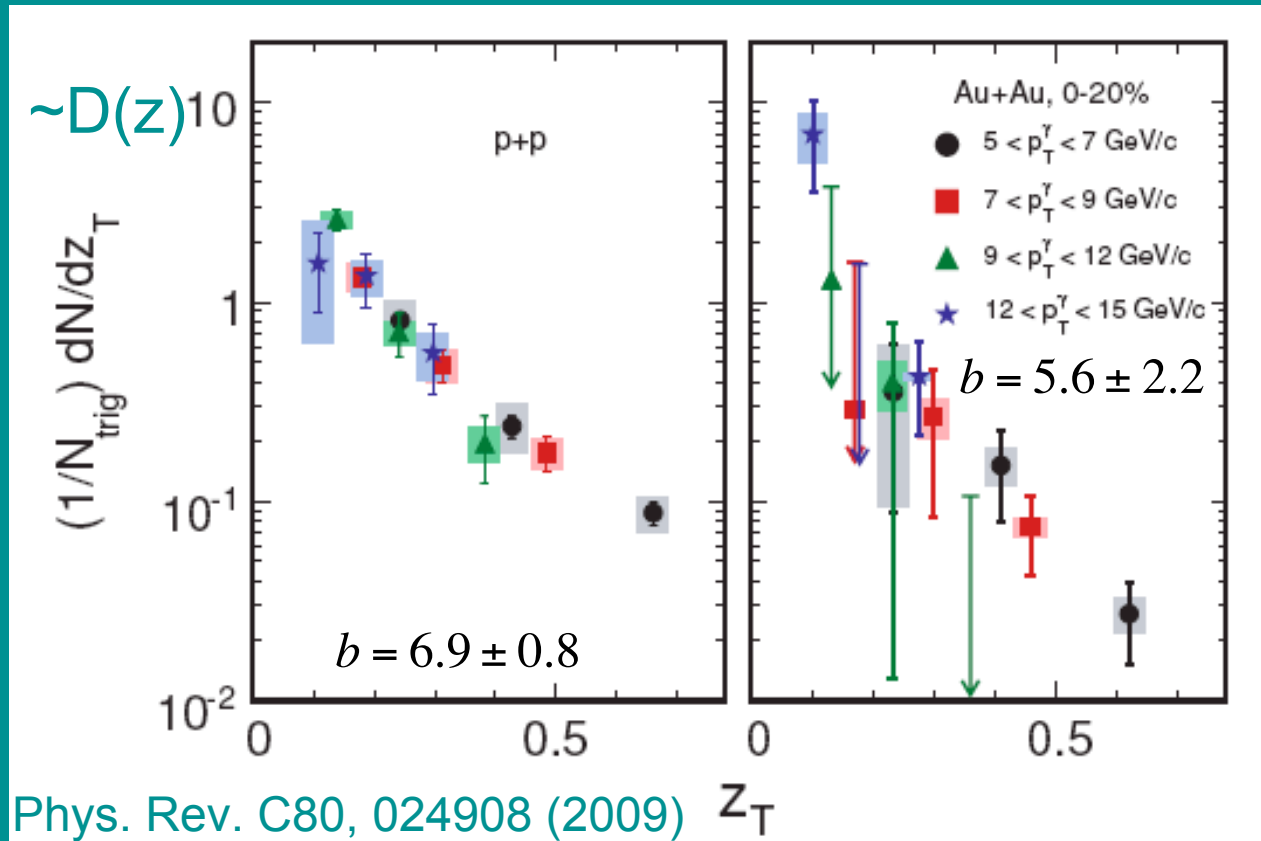 ~D(z)
(1/N_trig) dN/dz_T
10
1
10^-1
10^-2
p+p
b = 6.9 ± 0.8
0
0.5
Au+Au, 0-20%
5 < p_T^γ < 7 GeV/c
7 < p_T^γ < 9 GeV/c
9 < p_T^γ < 12 GeV/c
12 < p_T^γ < 15 GeV/c
b = 5.6 ± 2.2
0
0.5
z_T
Phys. Rev. C80, 024908 (2009)